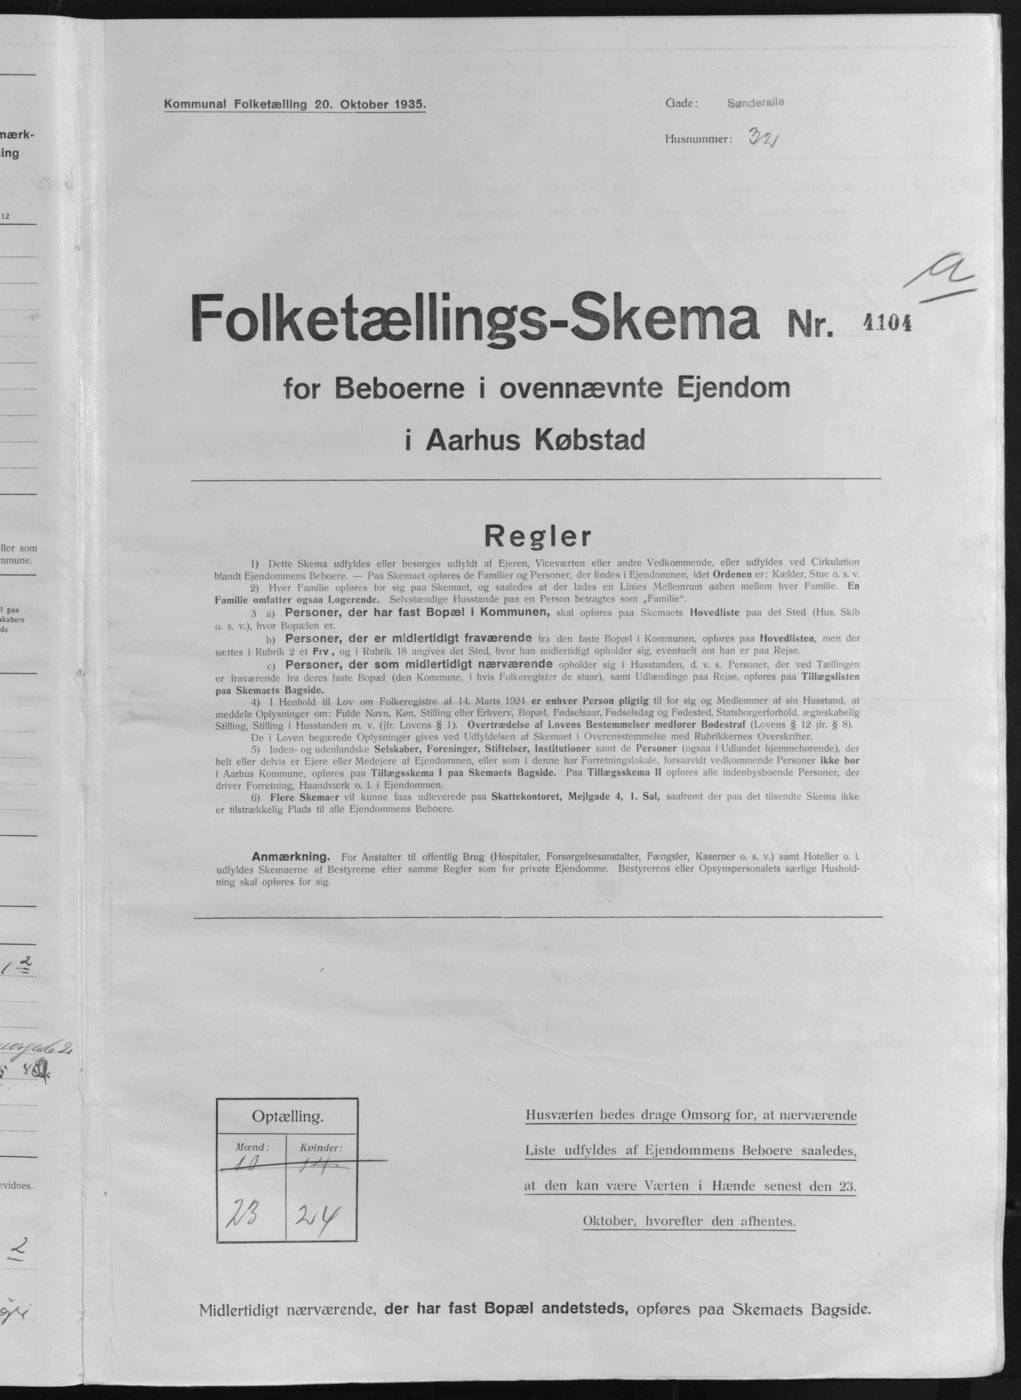 Kommunal Folketælling 20. Oktober 1935.
Gade: Sønderalle
Husnummer: 32
a
Folketællings-Skema Nr. 4104
for Beboerne i ovennævnte Ejendom
i Aarhus Købstad
Regler
1) Dette Skema udfyldes eller besørges udfyldt af Ejeren, Viceværten eller andre Vedkommende, eller udfyldes ved Cirkulation
blandt Ejendommens Beboere. — Paa Skemaet opføres de Familier og Personer, der findes i Ejendommen, idet Ordenen er: Kælder, Stue o. s. v.
2) Hver Familie opføres for sig paa Skemaet, og saaledes at der lades en Linies Mellemrum aaben mellem hver Familie. En
Familie omfatter ogsaa Logerende. Selvstændige Husstande paa en Person betragtes som „Familie“.
3 a) Personer, der har fast Bopæl i Kommunen, skal opføres paa Skemaets Hovedliste paa det Sted (Hus, Skib
o. s. v.), hvor Bopælen er.
b) Personer, der er midlertidigt fraværende fra den faste Bopæl i Kommunen, opføres paa Hovedlisten, men der
sættes i Rubrik 2 et Frv, og i Rubrik 18 angives det Sted, hvor han midlertidigt opholder sig, eventuelt om han er paa Rejse.
c) Personer, der som midlertidigt nærværende opholder sig i Husstanden, d. v. s. Personer, der ved Tællingen
er fraværende fra deres faste Bopæl (den Kommune, i hvis Folkeregister de staar), samt Udlændinge paa Rejse, opføres paa Tillægslisten
paa Skemaets Bagside.
4) I Henhold til Lov om Folkeregistre af 14. Marts 1924 er enhver Person pligtig til for sig og Medlemmer af sin Husstand, at
meddele Oplysninger om: Fulde Navn, Køn, Stilling eller Erhverv, Bopæl, Fødselsaar, Fødselsdag og Fødested, Statsborgerforhold, ægteskabelig
Stilling, Stilling i Husstanden m. v. (jfr. Lovens § 1). Overtrædelse af Lovens Bestemmelser medfører Bødestraf (Lovens § 12 jfr. § 8).
De i Loven begærede Oplysninger gives ved Udfyldelsen af Skemaet i Overensstemmelse med Rubrikkernes Overskrifter.
5) Inden- og udenlandske Selskaber, Foreninger, Stiftelser, Institutioner samt de Personer (ogsaa i Udlandet hjemmehørende), der
helt eller delvis er Ejere eller Medejere af Ejendommen, eller som i denne har Forretningslokale, forsaavidt vedkommende Personer ikke bor
i Aarhus Kommune, opføres paa Tillægsskema I paa Skemaets Bagside. Paa Tillægsskema II opføres alle indenbysboende Personer, der
driver Forretning, Haandværk o. l. i Ejendommen.
6) Flere Skemaer vil kunne faas udleverede paa Skattekontoret, Mejlgade 4, 1. Sal, saafremt der paa det tilsendte Skema ikke
er tilstrækkelig Plads til alle Ejendommens Beboere.
Anmærkning. For Anstalter til offentlig Brug (Hospitaler, Forsørgelsesanstalter, Fængsler, Kaserner o. s. v.) samt Hoteller o. l.
udfyldes Skemaerne af Bestyrerne efter samme Regler som for private Ejendomme. Bestyrerens eller Opsynspersonalets særlige Hushold-
ning skal opføres for sig.
Optælling.
Mænd: Kvinder:
10 14
23 24
Husværten bedes drage Omsorg for, at nærværende
Liste udfyldes af Ejendommens Beboere saaledes,
at den kan være Værten i Hænde senest den 23.
Oktober, hvorefter den afhentes.
Midlertidigt nærværende, der har fast Bopæl andetsteds, opføres paa Skemaets Bagside.
mærk-
ing
12
ller som
mmune.
l paa
skabers
de
1 2
evidnes.
2